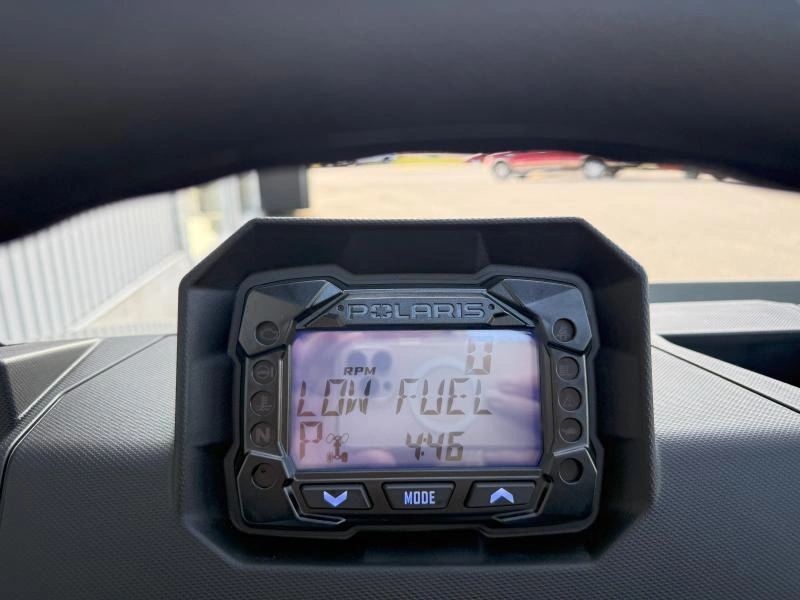 POLARIS
0
RPM
LOW FUEL
P 4:46
N
MODE